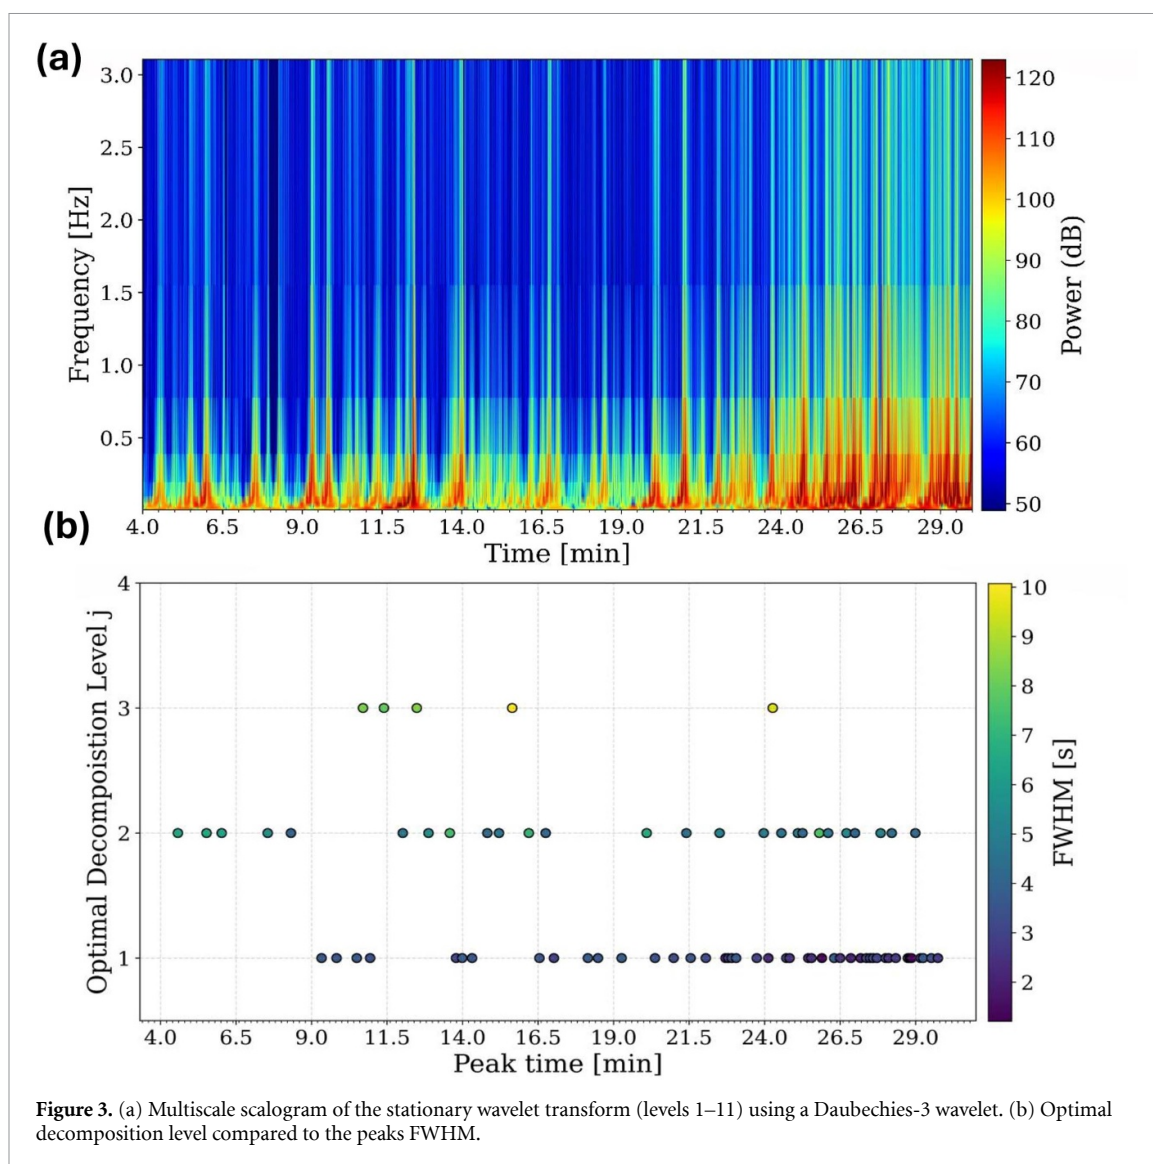 (a)
3.0
2.5
2.0
1.5
1.0
0.5
Frequency [Hz]
4.0 6.5 9.0 11.5 14.0 16.5 19.0 21.5 24.0 26.5 29.0
Time [min]
120
110
100
90
80
70
60
50
Power (dB)
(b)
4
3
2
1
Optimal Decompoistion Level j
4.0 6.5 9.0 11.5 14.0 16.5 19.0 21.5 24.0 26.5 29.0
Peak time [min]
10
9
8
7
6
5
4
3
2
FWHM [s]
Figure 3. (a) Multiscale scalogram of the stationary wavelet transform (levels 1–11) using a Daubechies-3 wavelet. (b) Optimal
decomposition level compared to the peaks FWHM.